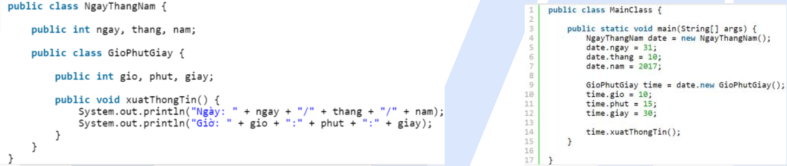 public class NgayThangNam {
public int ngay, thang, nam;
public class GioPhutGiay {
public int gio, phut, giay;
public void xuatThongTin() {
System.out.println("Ngày: " + ngay + "/" + thang + "/" + nam);
System.out.println("Giờ: " + gio + ":" + phut + ":" + giay);
}
}
}
1 public class MainClass {
2
3 public static void main(String[] args) {
4 NgayThangNam date = new NgayThangNam();
5 date.ngay = 31;
6 date.thang = 10;
7 date.nam = 2017;
8
9 GioPhutGiay time = date.new GioPhutGiay();
10 time.gio = 10;
11 time.phut = 15;
12 time.giay = 30;
13
14 time.xuatThongTin();
15 }
16
17 }